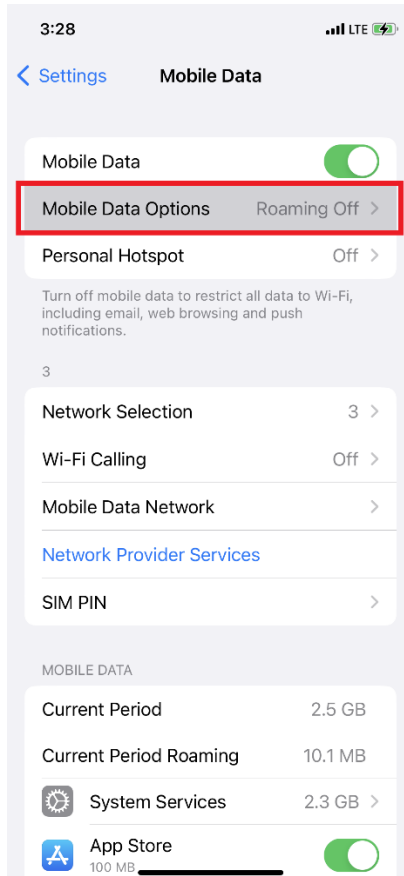 3:28 LTE
Settings Mobile Data
Mobile Data
Mobile Data Options Roaming Off
Personal Hotspot Off
Turn off mobile data to restrict all data to Wi-Fi,
including email, web browsing and push
notifications.
3
Network Selection 3
Wi-Fi Calling Off
Mobile Data Network
Network Provider Services
SIM PIN
MOBILE DATA
Current Period 2.5 GB
Current Period Roaming 10.1 MB
System Services 2.3 GB
App Store
100 MB